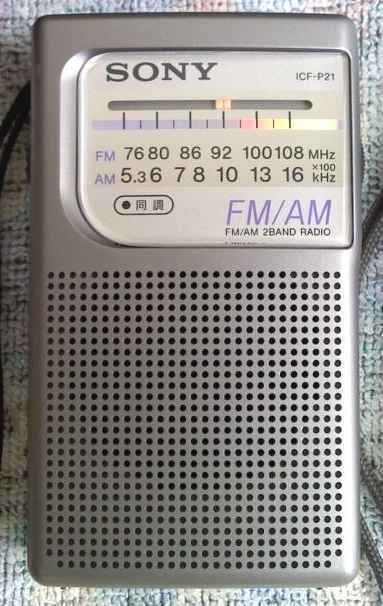 SONY
ICF-P21
FM 76 80 86 92 100 108 MHz
AM 5.3 6 7 8 10 13 16 ×100 kHz
同調
FM/AM
FM/AM 2BAND RADIO